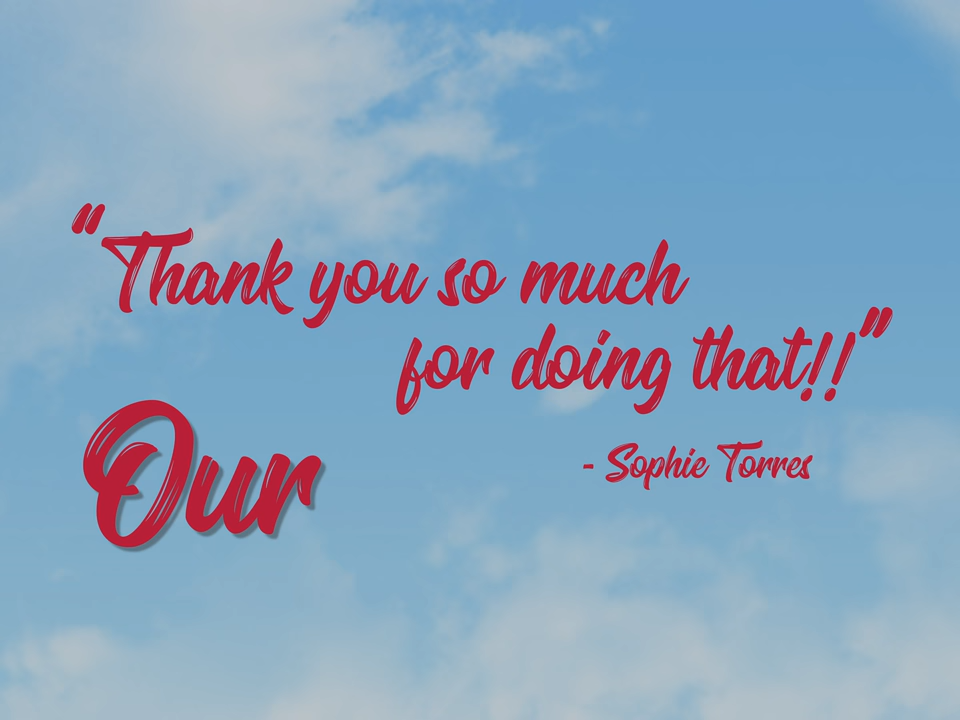 “Thank you so much
for doing that!!”
- Sophie Torres
Our